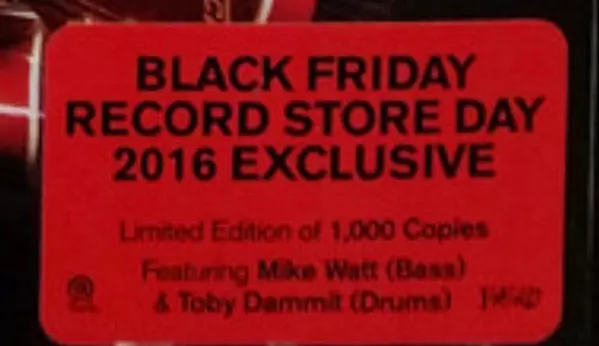 BLACK FRIDAY
RECORD STORE DAY
2016 EXCLUSIVE
Limited Edition of 1,000 Copies
Featuring Mike Watt (Bass)
& Toby Dammit (Drums)